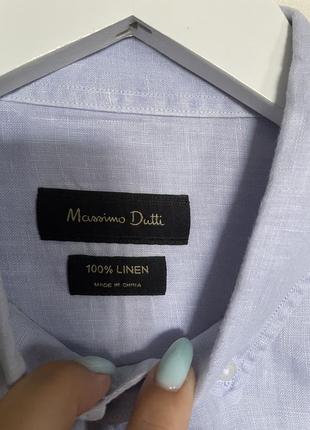 Massimo Dutti
100% LINEN
MADE IN CHINA